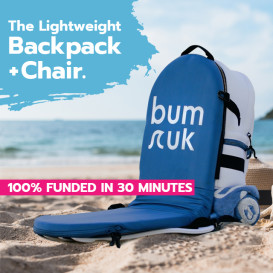 The Lightweight
Backpack
+Chair.
bum
suk
100% FUNDED IN 30 MINUTES